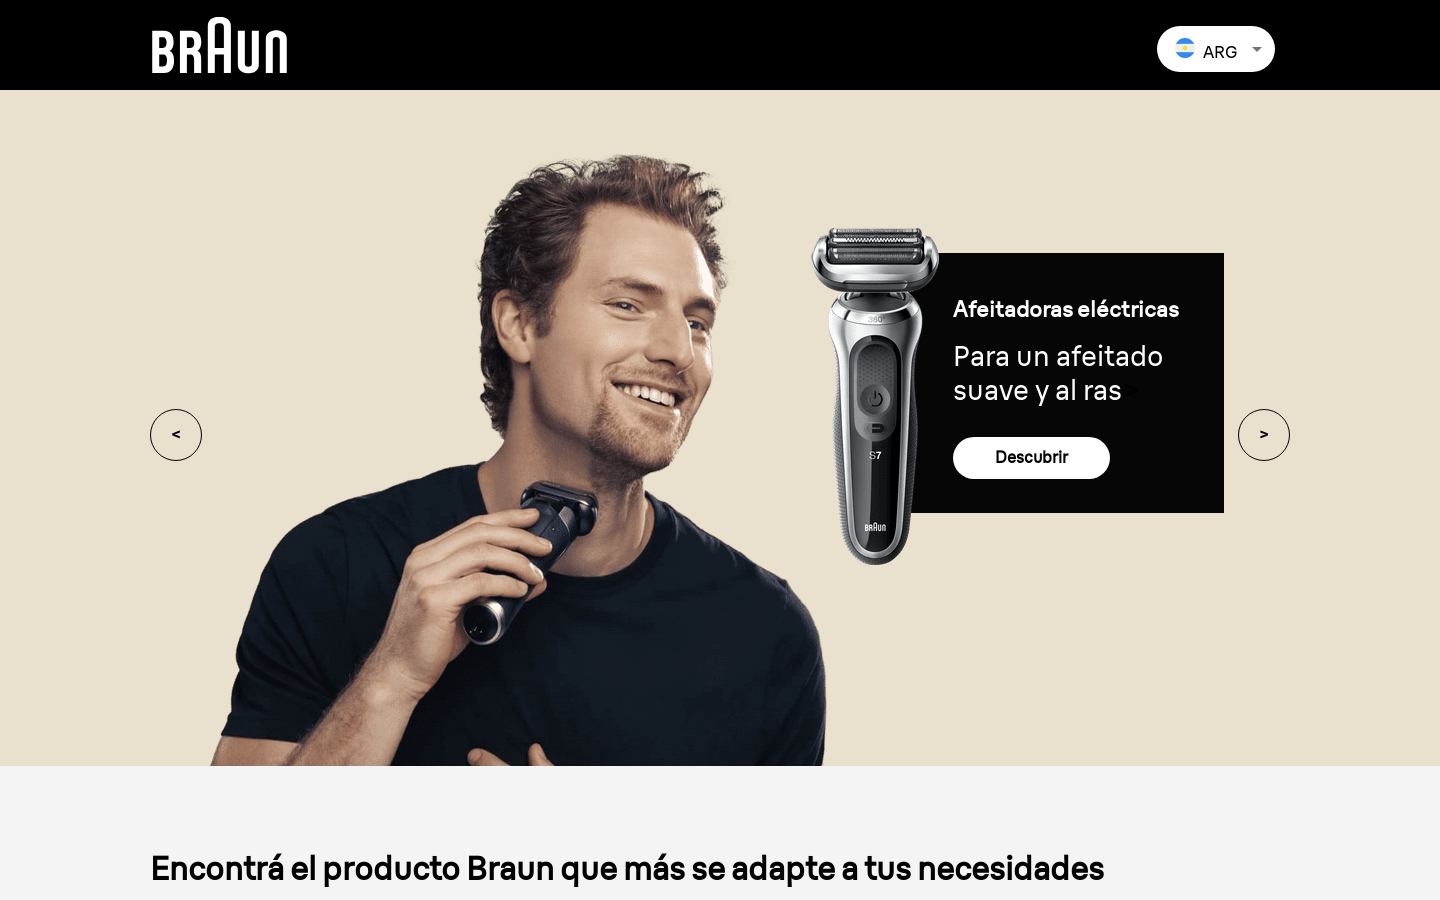 BRAUN
ARG
Afeitadoras eléctricas
Para un afeitado
suave y al ras>
Descubrir
<
>
360°
S7
BRAUN
Encontrá el producto Braun que más se adapte a tus necesidades